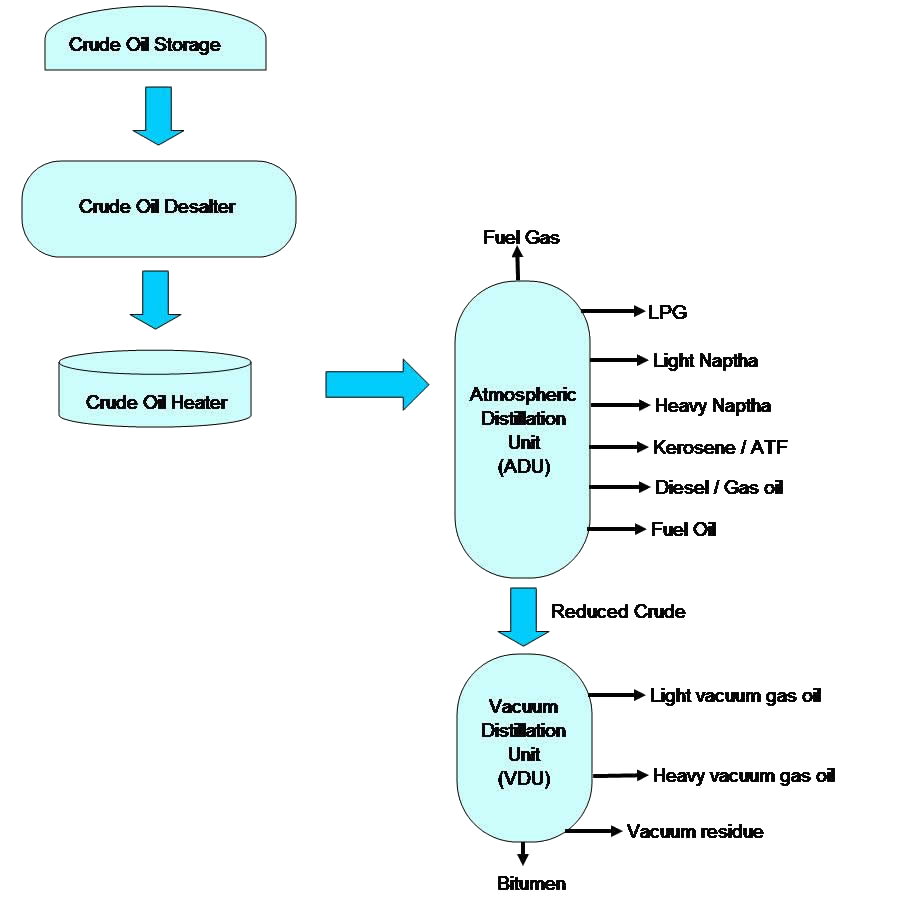 Crude Oil Storage
Crude Oil Desalter
Crude Oil Heater
Fuel Gas
LPG
Light Naptha
Heavy Naptha
Kerosene / ATF
Diesel / Gas oil
Fuel Oil
Atmospheric
Distillation
Unit
(ADU)
Reduced Crude
Vacuum
Distillation
Unit
(VDU)
Light vacuum gas oil
Heavy vacuum gas oil
Vacuum residue
Bitumen